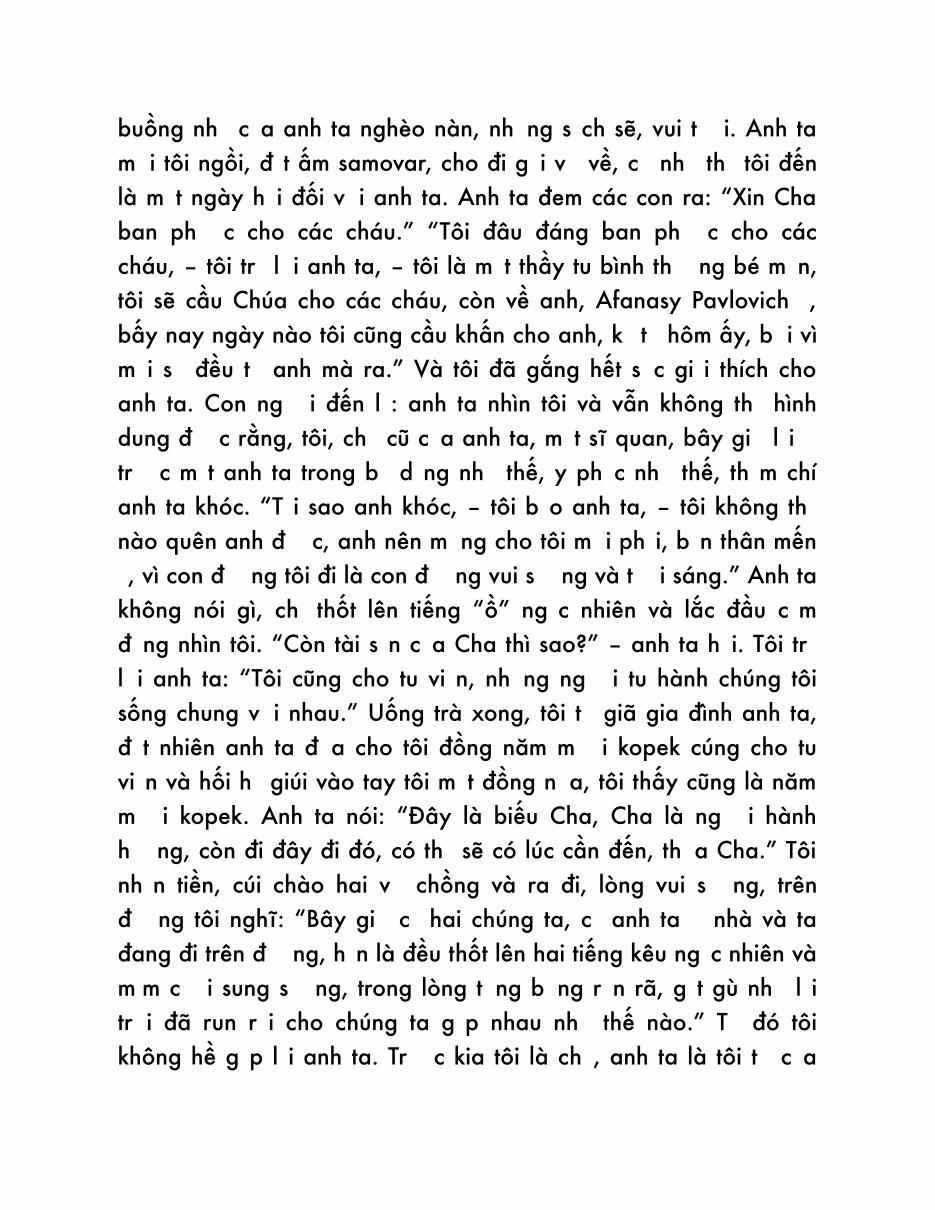 buồng nh c a anh ta nghèo nàn, nh ng s ch sẽ, vui t i. Anh ta
m i tôi ngồi, đ t ấm samovar, cho đi g i v về, c nh th tôi đến
là m t ngày h i đối v i anh ta. Anh ta đem các con ra: “Xin Cha
ban ph c cho các cháu.” “Tôi đâu đáng ban ph c cho các
cháu, – tôi tr l i anh ta, – tôi là m t thầy tu bình th ng bé m n,
tôi sẽ cầu Chúa cho các cháu, còn về anh, Afanasy Pavlovich ,
bấy nay ngày nào tôi cũng cầu khấn cho anh, k t hôm ấy, b i vì
m i s đều t anh mà ra.” Và tôi đã gắng hết s c gi i thích cho
anh ta. Con ng i đến l : anh ta nhìn tôi và vẫn không th hình
dung đ c rằng, tôi, ch cũ c a anh ta, m t sĩ quan, bây gi l i
tr c m t anh ta trong b d ng nh thế, y ph c nh thế, th m chí
anh ta khóc. “T i sao anh khóc, – tôi b o anh ta, – tôi không th
nào quên anh đ c, anh nên m ng cho tôi m i ph i, b n thân mến
, vì con đ ng tôi đi là con đ ng vui s ng và t i sáng.” Anh ta
không nói gì, ch thốt lên tiếng “ồ” ng c nhiên và lắc đầu c m
đ ng nhìn tôi. “Còn tài s n c a Cha thì sao?” – anh ta h i. Tôi tr
l i anh ta: “Tôi cũng cho tu vi n, nh ng ng i tu hành chúng tôi
sống chung v i nhau.” Uống trà xong, tôi t giã gia đình anh ta,
đ t nhiên anh ta đ a cho tôi đồng năm m i kopek cúng cho tu
vi n và hối h giúi vào tay tôi m t đồng n a, tôi thấy cũng là năm
m i kopek. Anh ta nói: “Đây là biếu Cha, Cha là ng i hành
h ng, còn đi đây đi đó, có th sẽ có lúc cần đến, th a Cha.” Tôi
nh n tiền, cúi chào hai v chồng và ra đi, lòng vui s ng, trên
đ ng tôi nghĩ: “Bây gi c hai chúng ta, c anh ta nhà và ta
đang đi trên đ ng, h n là đều thốt lên hai tiếng kêu ng c nhiên và
m m c i sung s ng, trong lòng t ng b ng r n rã, g t gù nh l i
tr i đã run r i cho chúng ta g p nhau nh thế nào.” T đó tôi
không hề g p l i anh ta. Tr c kia tôi là ch , anh ta là tôi t c a